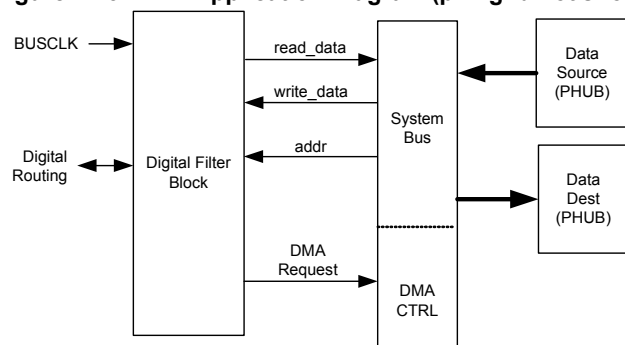 BUSCLK
read_data
Data
Source
(PHUB)
write_data
System
Bus
Digital
Routing
Digital Filter
Block
addr
Data
Dest
(PHUB)
DMA
Request
DMA
CTRL